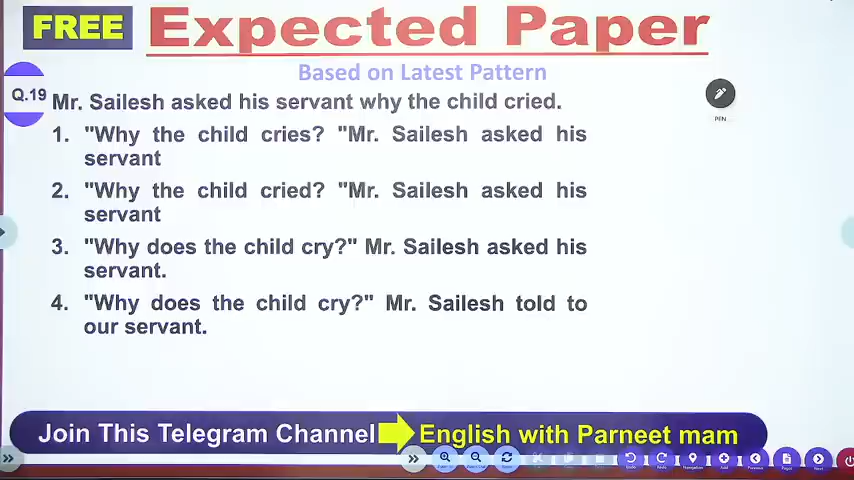 FREE Expected Paper
Based on Latest Pattern
Q.19 Mr. Sailesh asked his servant why the child cried.
1. "Why the child cries? "Mr. Sailesh asked his
servant
2. "Why the child cried? "Mr. Sailesh asked his
servant
3. "Why does the child cry?" Mr. Sailesh asked his
servant.
4. "Why does the child cry?" Mr. Sailesh told to
our servant.
PEN
Join This Telegram Channel English with Parneet mam